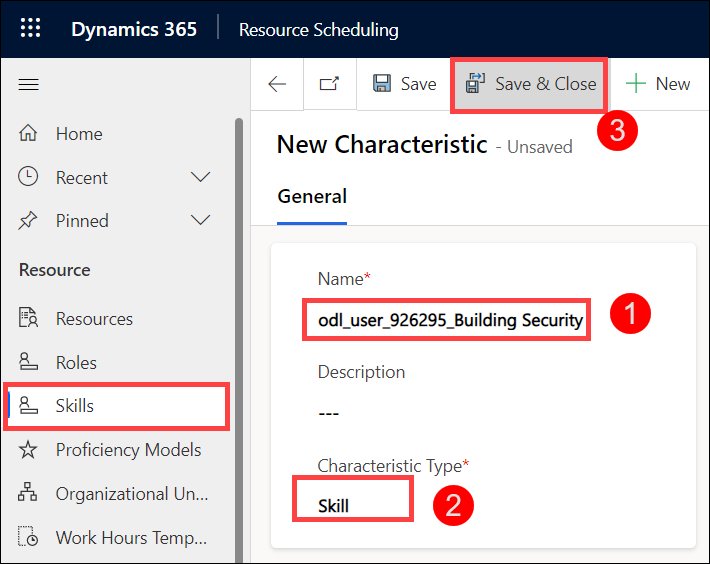 Dynamics 365 Resource Scheduling
Save Save & Close New
3
Home
Recent
Pinned
Resource
Resources
Roles
Skills
Proficiency Models
Organizational Un...
Work Hours Temp...
New Characteristic - Unsaved
General
Name*
odl_user_926295_Building Security
1
Description
---
Characteristic Type*
Skill
2